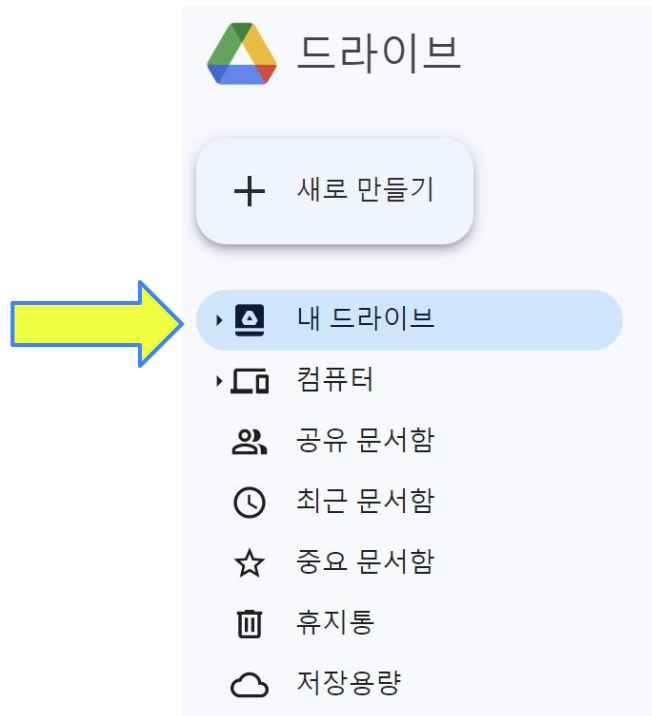 드라이브
새로 만들기
내 드라이브
컴퓨터
공유 문서함
최근 문서함
중요 문서함
휴지통
저장용량